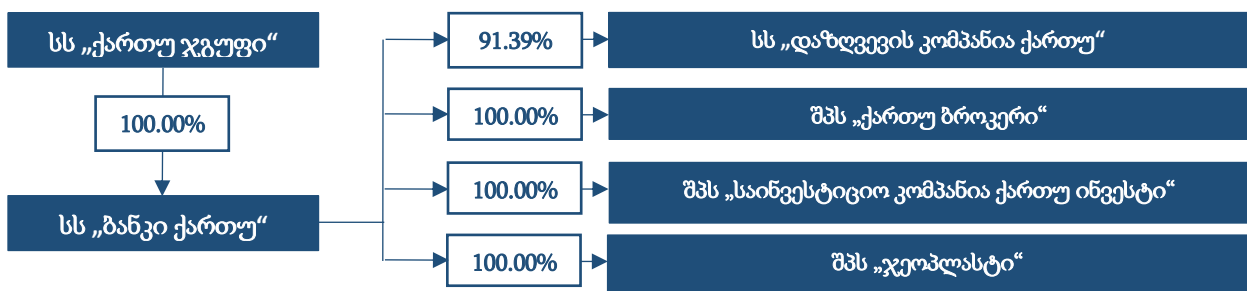 სს „ქართუ ჯგუფი“
100.00%
სს „ბანკი ქართუ“
91.39%
სს „დაზღვევის კომპანია ქართუ“
100.00%
შპს „ქართუ ბროკერი“
100.00%
შპს „საინვესტიციო კომპანია ქართუ ინვესტი“
100.00%
შპს „ჯეოპლასტი“